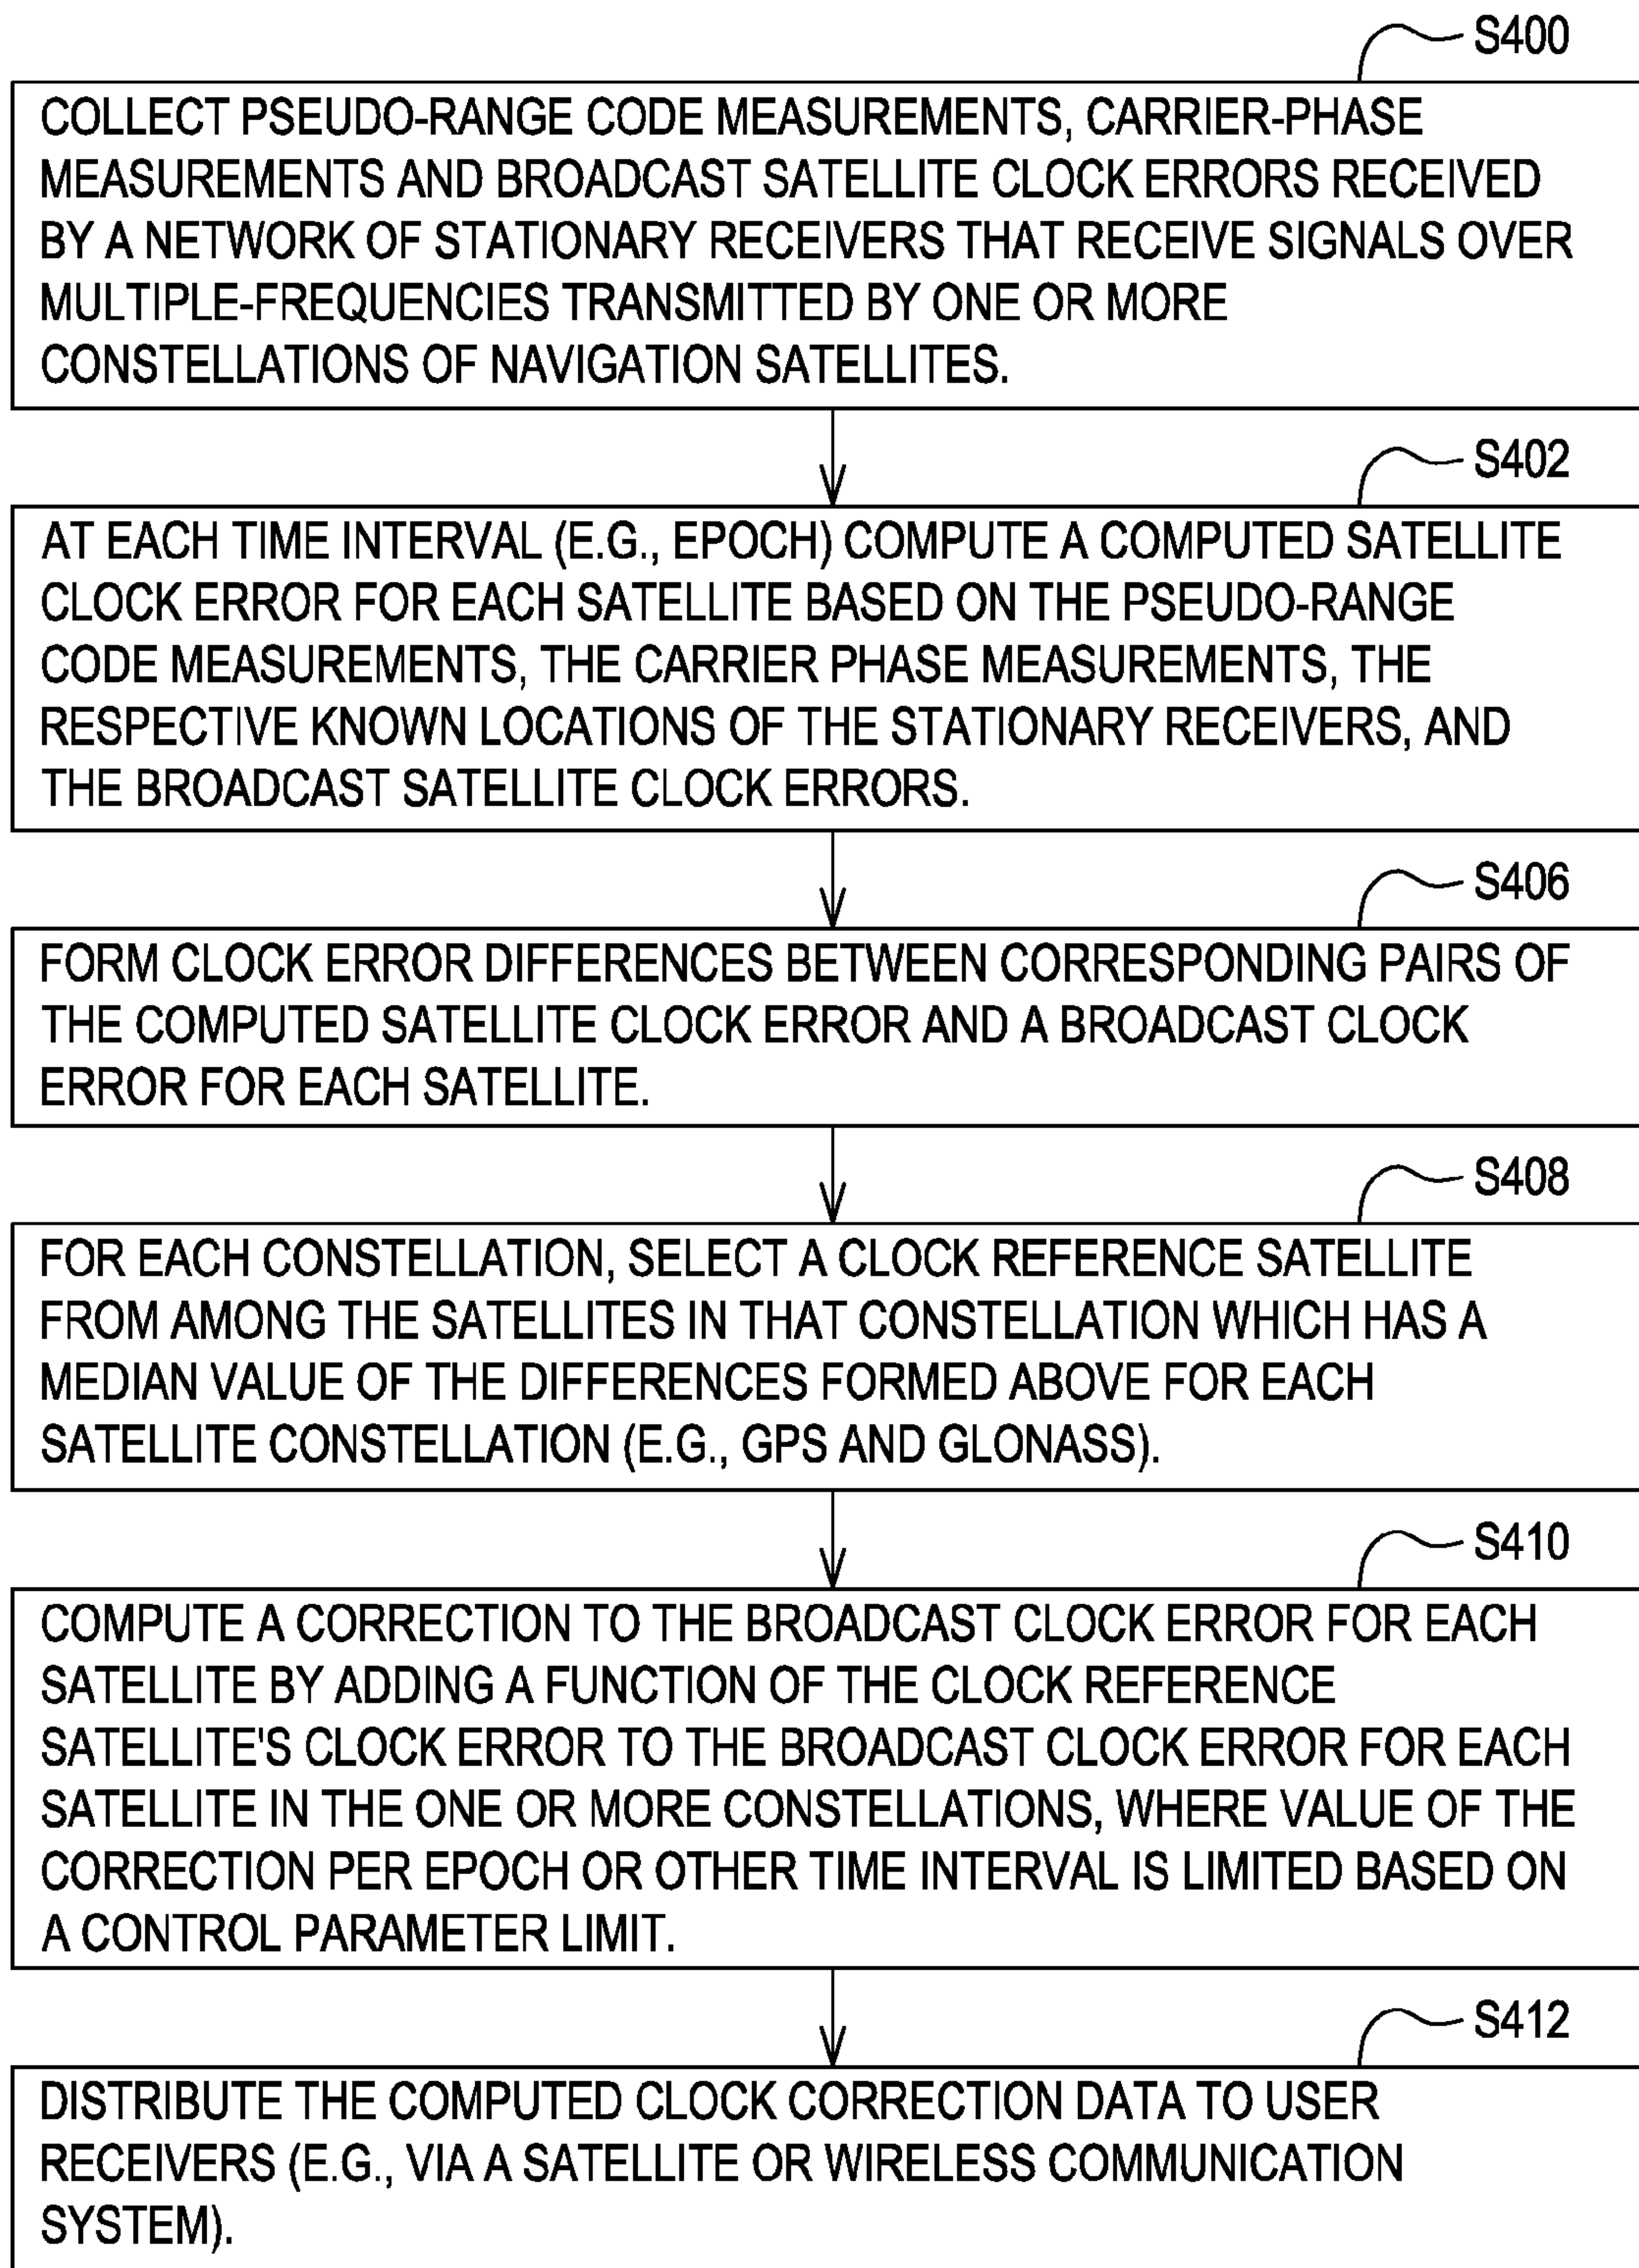 S400
COLLECT PSEUDO-RANGE CODE MEASUREMENTS, CARRIER-PHASE
MEASUREMENTS AND BROADCAST SATELLITE CLOCK ERRORS RECEIVED
BY A NETWORK OF STATIONARY RECEIVERS THAT RECEIVE SIGNALS OVER
MULTIPLE-FREQUENCIES TRANSMITTED BY ONE OR MORE
CONSTELLATIONS OF NAVIGATION SATELLITES.
S402
AT EACH TIME INTERVAL (E.G., EPOCH) COMPUTE A COMPUTED SATELLITE
CLOCK ERROR FOR EACH SATELLITE BASED ON THE PSEUDO-RANGE
CODE MEASUREMENTS, THE CARRIER PHASE MEASUREMENTS, THE
RESPECTIVE KNOWN LOCATIONS OF THE STATIONARY RECEIVERS, AND
THE BROADCAST SATELLITE CLOCK ERRORS.
S406
FORM CLOCK ERROR DIFFERENCES BETWEEN CORRESPONDING PAIRS OF
THE COMPUTED SATELLITE CLOCK ERROR AND A BROADCAST CLOCK
ERROR FOR EACH SATELLITE.
S408
FOR EACH CONSTELLATION, SELECT A CLOCK REFERENCE SATELLITE
FROM AMONG THE SATELLITES IN THAT CONSTELLATION WHICH HAS A
MEDIAN VALUE OF THE DIFFERENCES FORMED ABOVE FOR EACH
SATELLITE CONSTELLATION (E.G., GPS AND GLONASS).
S410
COMPUTE A CORRECTION TO THE BROADCAST CLOCK ERROR FOR EACH
SATELLITE BY ADDING A FUNCTION OF THE CLOCK REFERENCE
SATELLITE'S CLOCK ERROR TO THE BROADCAST CLOCK ERROR FOR EACH
SATELLITE IN THE ONE OR MORE CONSTELLATIONS, WHERE VALUE OF THE
CORRECTION PER EPOCH OR OTHER TIME INTERVAL IS LIMITED BASED ON
A CONTROL PARAMETER LIMIT.
S412
DISTRIBUTE THE COMPUTED CLOCK CORRECTION DATA TO USER
RECEIVERS (E.G., VIA A SATELLITE OR WIRELESS COMMUNICATION
SYSTEM).